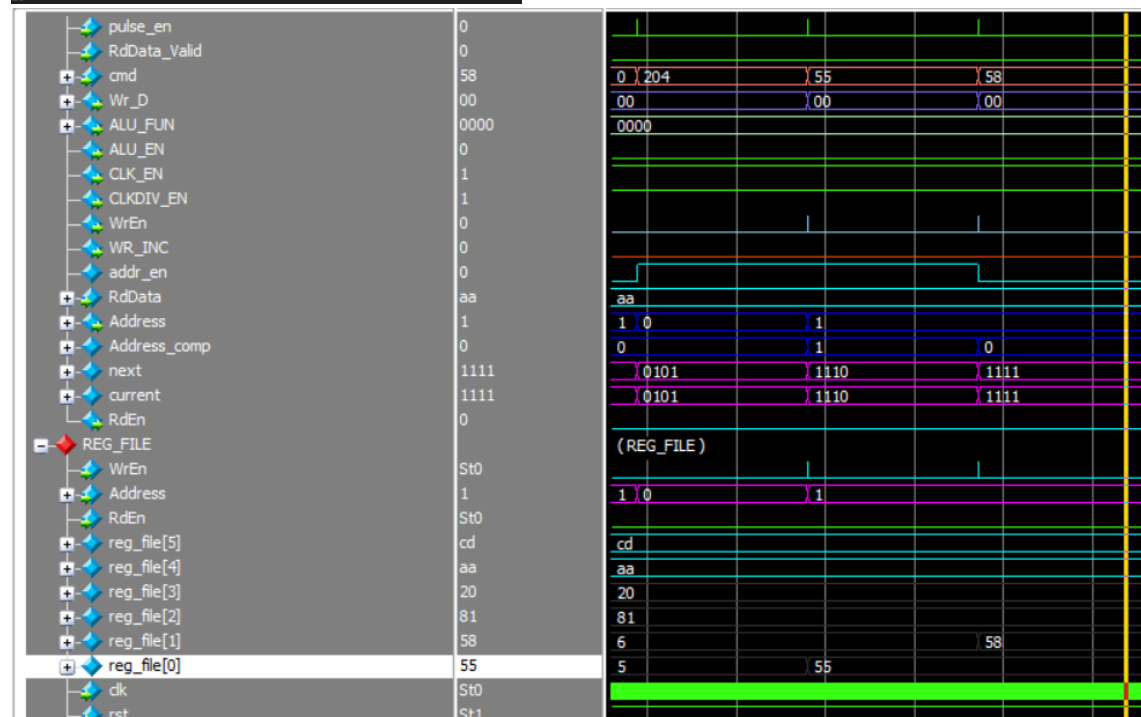 pulse_en 0
RdData_Valid 0
cmd 58 0 204 55 58
Wr_D 00 00 00 00
ALU_FUN 0000 0000
ALU_EN 0
CLK_EN 1
CLKDIV_EN 1
WrEn 0
WR_INC 0
addr_en 0
RdData aa aa
Address 1 1 0 1
Address_comp 0 0 1 0
next 1111 0101 1110 1111
current 1111 0101 1110 1111
RdEn 0
REG_FILE (REG_FILE)
WrEn St0
Address 1 1 0 1
RdEn St0
reg_file[5] cd cd
reg_file[4] aa aa
reg_file[3] 20 20
reg_file[2] 81 81
reg_file[1] 58 6 58
reg_file[0] 55 5 55
clk St0
rst St1